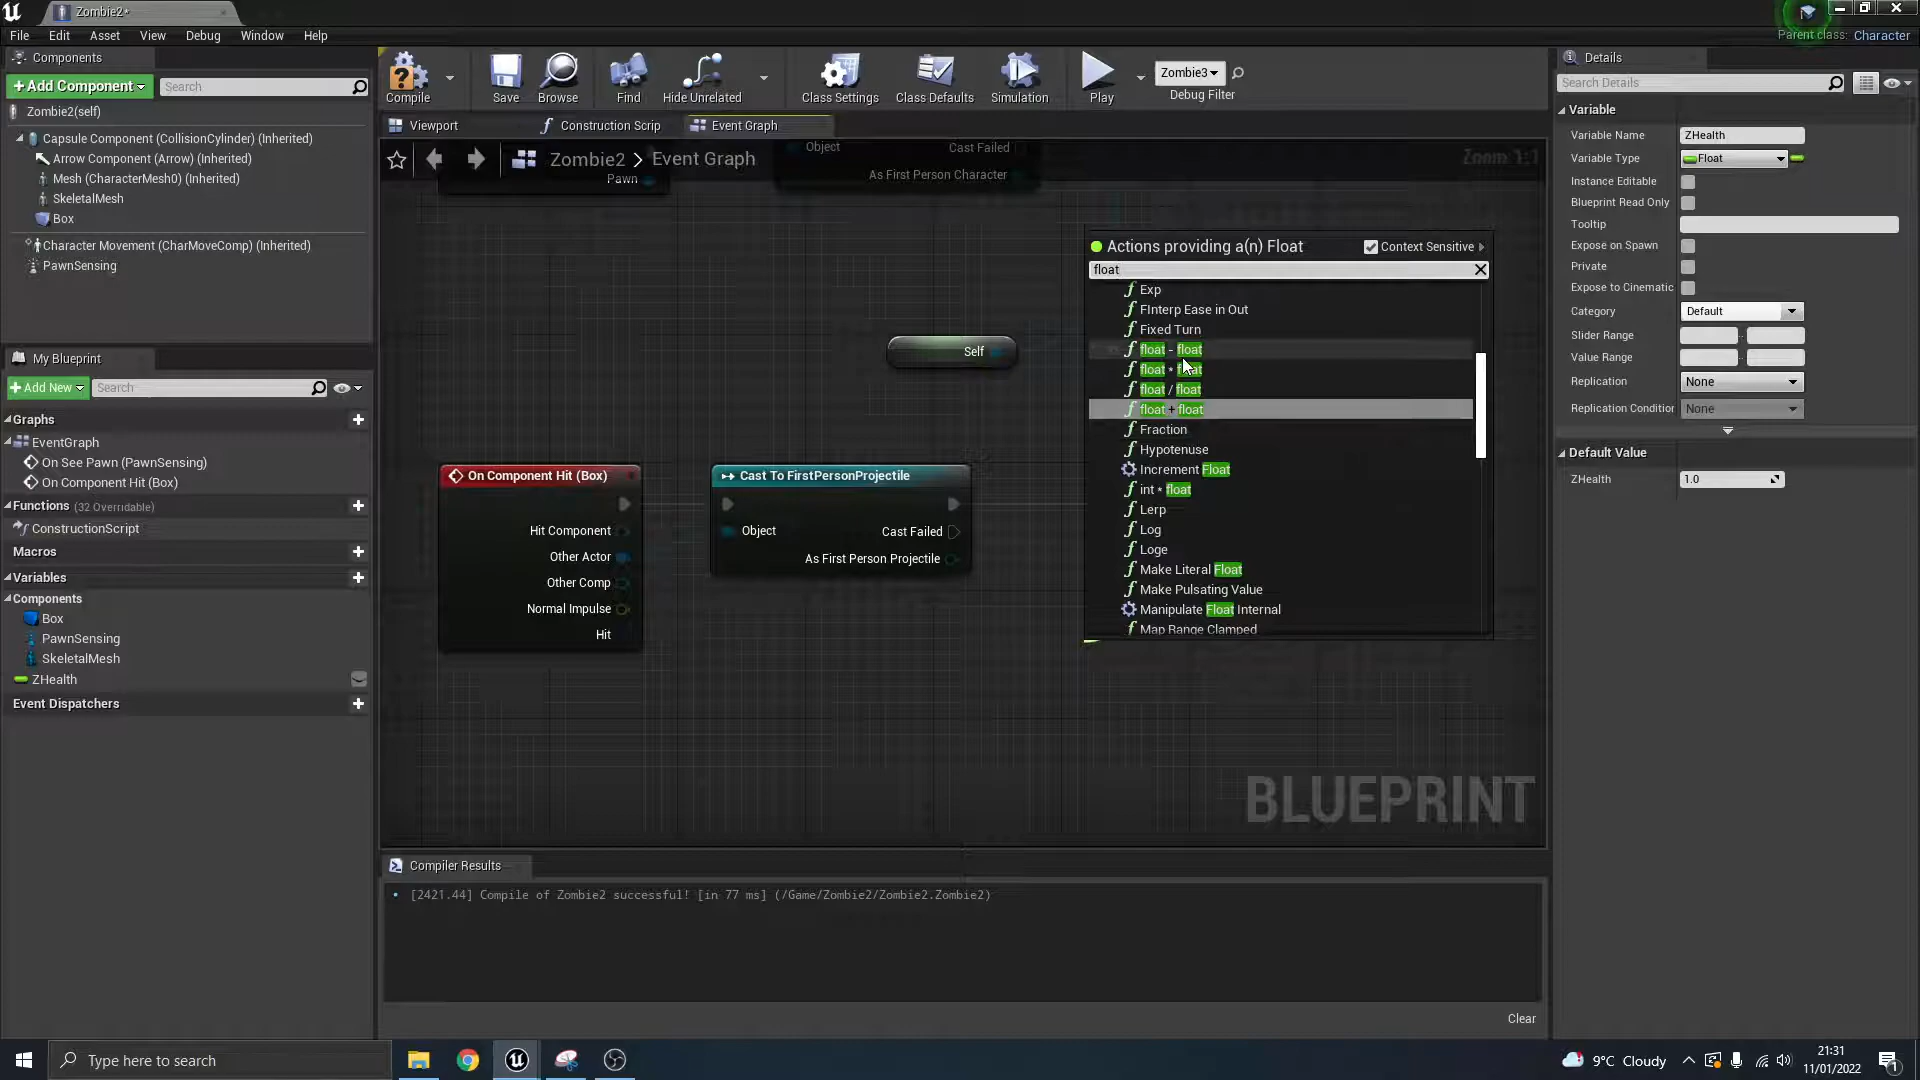 Zombie2*
File Edit Asset View Debug Window Help
Parent class: Character
Components
+Add Component
Search
Zombie2(self)
Capsule Component (CollisionCylinder) (Inherited)
Arrow Component (Arrow) (Inherited)
Mesh (CharacterMesh0) (Inherited)
SkeletalMesh
Box
Character Movement (CharMoveComp) (Inherited)
PawnSensing
My Blueprint
+Add New
Search
Graphs
EventGraph
On See Pawn (PawnSensing)
On Component Hit (Box)
Functions (32 Overridable)
ConstructionScript
Macros
Variables
Components
Box
PawnSensing
SkeletalMesh
ZHealth
Event Dispatchers
Compile
Save
Browse
Find
Hide Unrelated
Class Settings
Class Defaults
Simulation
Play
Zombie3
Debug Filter
Viewport
Construction Scrip
Event Graph
Zombie2 > Event Graph
Zoom 1:1
Pawn
Object
Cast Failed
As First Person Character
Self
On Component Hit (Box)
Hit Component
Other Actor
Other Comp
Normal Impulse
Hit
Cast To FirstPersonProjectile
Object
Cast Failed
As First Person Projectile
Actions providing a(n) Float
Context Sensitive
float
Exp
FInterp Ease in Out
Fixed Turn
float - float
float * float
float / float
float + float
Fraction
Hypotenuse
Increment Float
int * float
Lerp
Log
Loge
Make Literal Float
Make Pulsating Value
Manipulate Float Internal
Map Range Clamped
BLUEPRINT
Compiler Results
[2421.44] Compile of Zombie2 successful! [in 77 ms] (/Game/Zombie2/Zombie2.Zombie2)
Clear
Details
Search Details
Variable
Variable Name ZHealth
Variable Type Float
Instance Editable
Blueprint Read Only
Tooltip
Expose on Spawn
Private
Expose to Cinematic
Category Default
Slider Range
Value Range
Replication None
Replication Condition None
Default Value
ZHealth 1.0
Type here to search
9°C Cloudy
21:31
11/01/2022
1